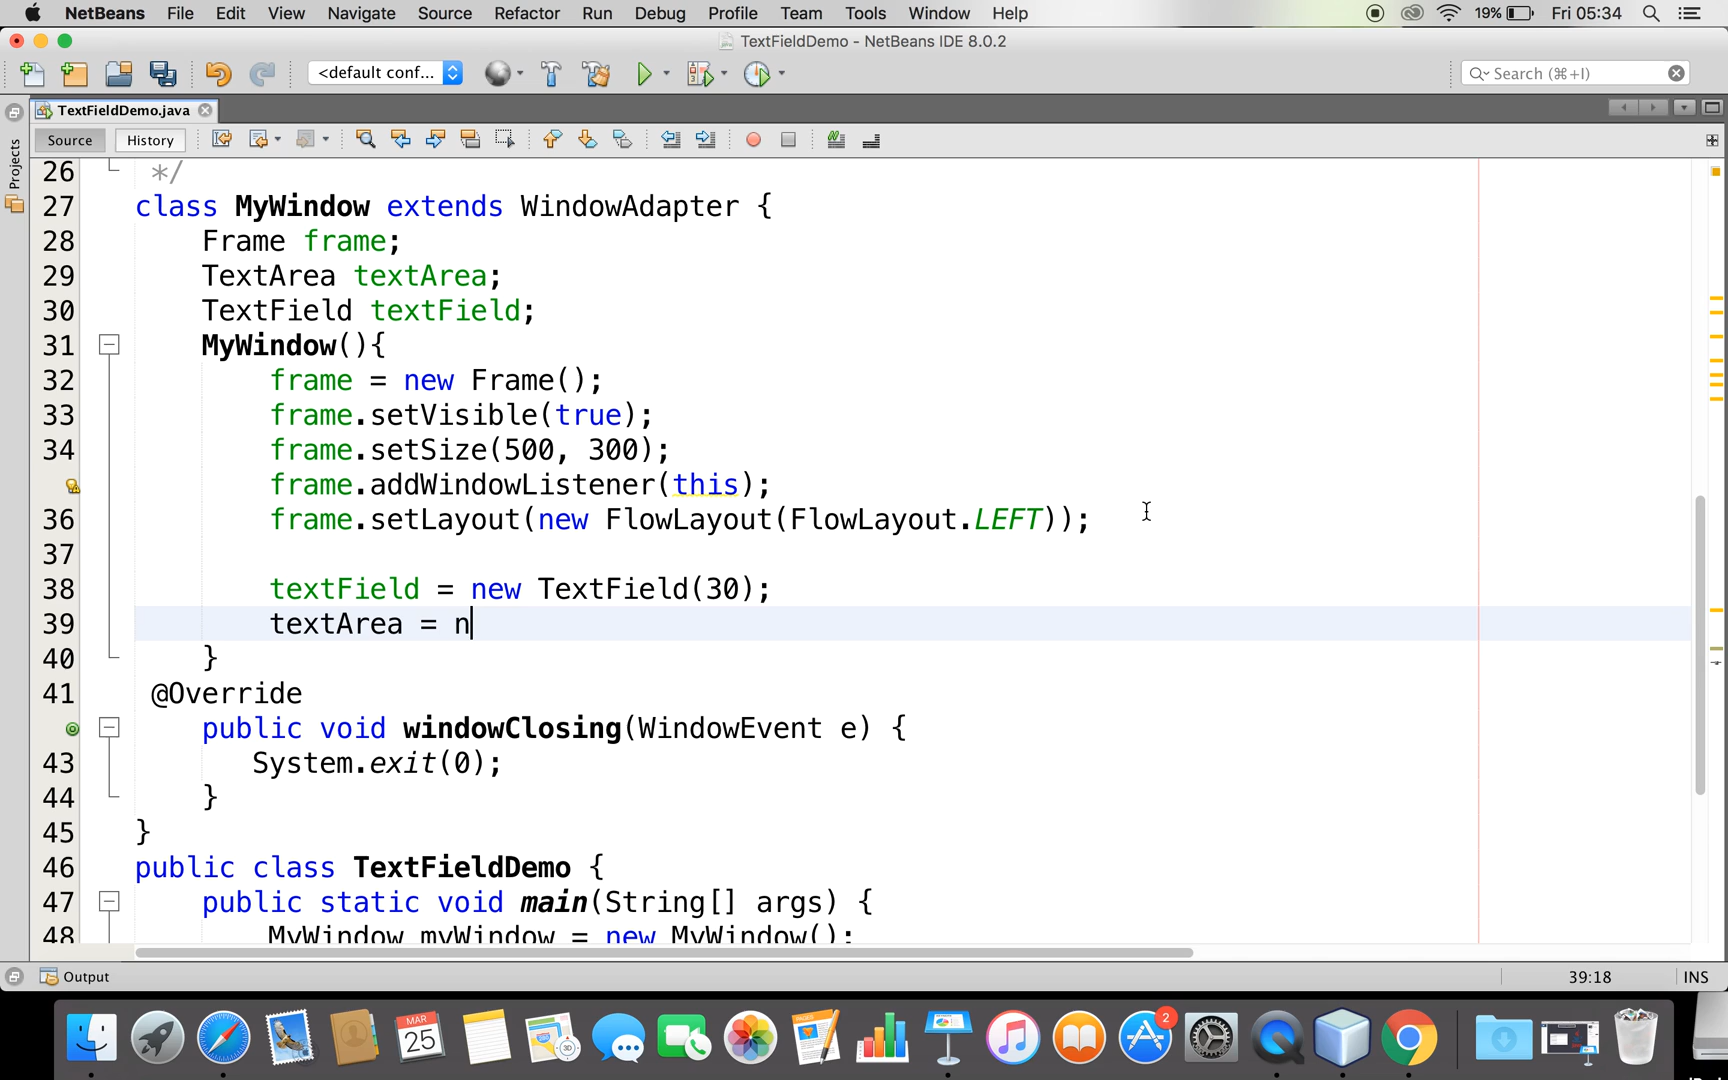 NetBeans File Edit View Navigate Source Refactor Run Debug Profile Team Tools Window Help 19% Fri 05:34
TextFieldDemo - NetBeans IDE 8.0.2
<default conf... Search (⌘+I)
TextFieldDemo.java
Source History
Projects
26 */
27 class MyWindow extends WindowAdapter {
28 Frame frame;
29 TextArea textArea;
30 TextField textField;
31 MyWindow(){
32 frame = new Frame();
33 frame.setVisible(true);
34 frame.setSize(500, 300);
frame.addWindowListener(this);
36 frame.setLayout(new FlowLayout(FlowLayout.LEFT));
37
38 textField = new TextField(30);
39 textArea = n
40 }
41 @Override
public void windowClosing(WindowEvent e) {
43 System.exit(0);
44 }
45 }
46 public class TextFieldDemo {
47 public static void main(String[] args) {
48 MyWindow myWindow = new MyWindow();
Output 39:18 INS
MAR
25
2